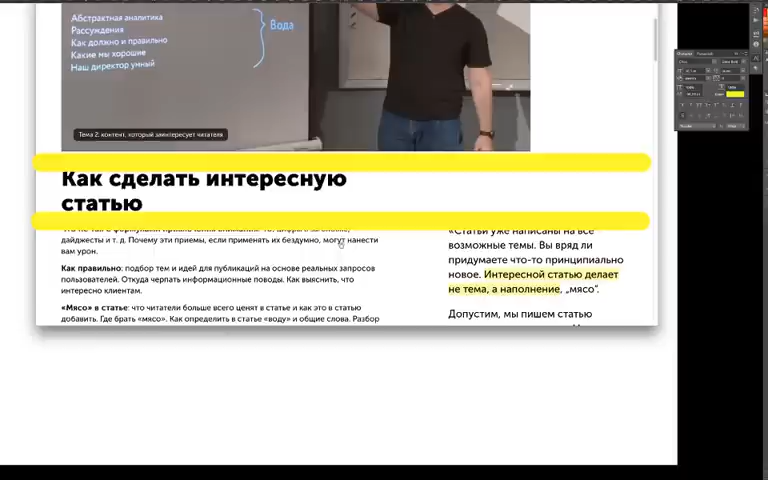 Абстрактная аналитика
Рассуждения
Как должно и правильно
Какие мы хорошие
Наш директор умный
Вода
Тема 2: контент, который заинтересует читателя
Как сделать интересную
статью
дайджесты и т. д. Почему эти приемы, если применять их бездумно, могут нанести
вам урон.
Как правильно: подбор тем и идей для публикаций на основе реальных запросов
пользователей. Откуда черпать информационные поводы. Как выяснить, что
интересно клиентам.
«Мясо» в статье: что читатели больше всего ценят в статье и как это в статью
добавить. Где брать «мясо». Как определить в статье «воду» и общие слова. Разбор
«Статьи уже написаны на все
возможные темы. Вы вряд ли
придумаете что-то принципиально
новое. Интересной статью делает
не тема, а наполнение, „мясо“.
Допустим, мы пишем статью